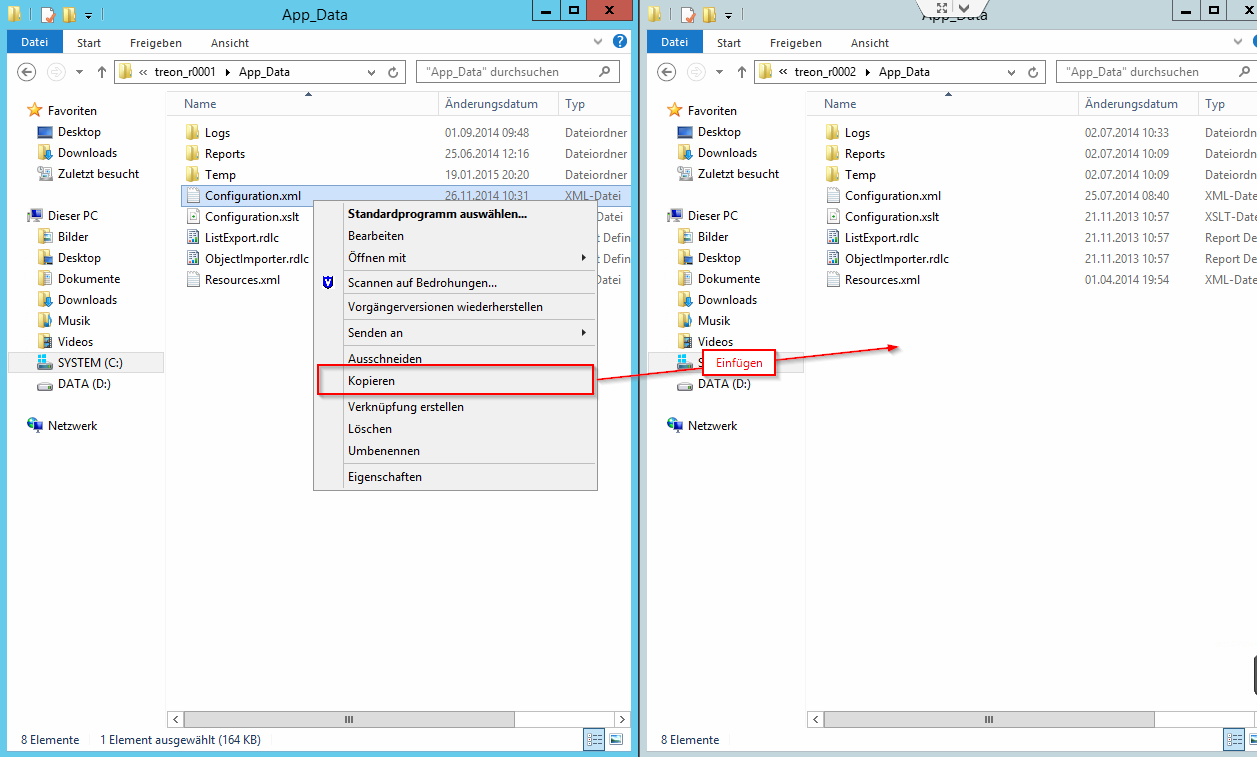 App_Data
Datei Start Freigeben Ansicht
« treon_r0001 App_Data "App_Data" durchsuchen
Name Änderungsdatum Typ
Favoriten
Desktop
Downloads
Zuletzt besucht
Dieser PC
Bilder
Desktop
Dokumente
Downloads
Musik
Videos
SYSTEM (C:)
DATA (D:)
Netzwerk
Logs 01.09.2014 09:48 Dateiordner
Reports 25.06.2014 12:16 Dateiordner
Temp 19.01.2015 20:20 Dateiordner
Configuration.xml 26.11.2014 10:31 XML-Datei
Configuration.xslt Datei
ListExport.rdlc t Defin
ObjectImporter.rdlc t Defin
Resources.xml Datei
Standardprogramm auswählen...
Bearbeiten
Öffnen mit
Scannen auf Bedrohungen...
Vorgängerversionen wiederherstellen
Senden an
Ausschneiden
Kopieren
Verknüpfung erstellen
Löschen
Umbenennen
Eigenschaften
8 Elemente 1 Element ausgewählt (164 KB)
Einfügen
App_Data
Datei Start Freigeben Ansicht
« treon_r0002 App_Data "App_Data" durchsuchen
Name Änderungsdatum Typ
Favoriten
Desktop
Downloads
Zuletzt besucht
Dieser PC
Bilder
Desktop
Dokumente
Downloads
Musik
Videos
S
DATA (D:)
Netzwerk
Logs 02.07.2014 10:33 Dateiordn
Reports 02.07.2014 10:09 Dateiordn
Temp 02.07.2014 10:09 Dateiordn
Configuration.xml 25.07.2014 08:40 XML-Date
Configuration.xslt 21.11.2013 10:57 XSLT-Dat
ListExport.rdlc 21.11.2013 10:57 Report De
ObjectImporter.rdlc 21.11.2013 10:57 Report De
Resources.xml 01.04.2014 19:54 XML-Date
8 Elemente